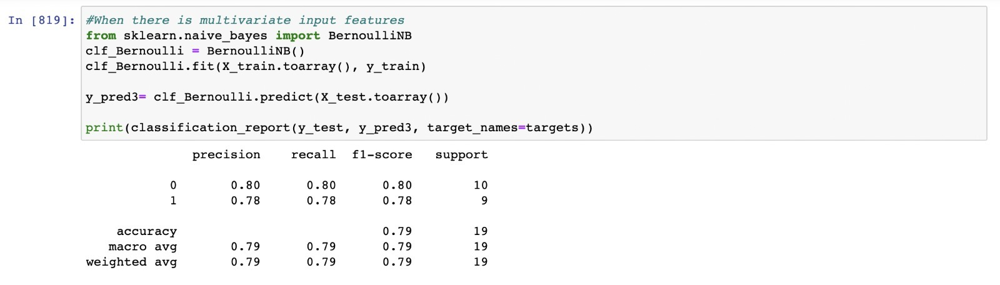 In [819]: #When there is multivariate input features
from sklearn.naive_bayes import BernoulliNB
clf_Bernoulli = BernoulliNB()
clf_Bernoulli.fit(X_train.toarray(), y_train)
y_pred3= clf_Bernoulli.predict(X_test.toarray())
print(classification_report(y_test, y_pred3, target_names=targets))
precision recall f1-score support
0 0.80 0.80 0.80 10
1 0.78 0.78 0.78 9
accuracy 0.79 19
macro avg 0.79 0.79 0.79 19
weighted avg 0.79 0.79 0.79 19